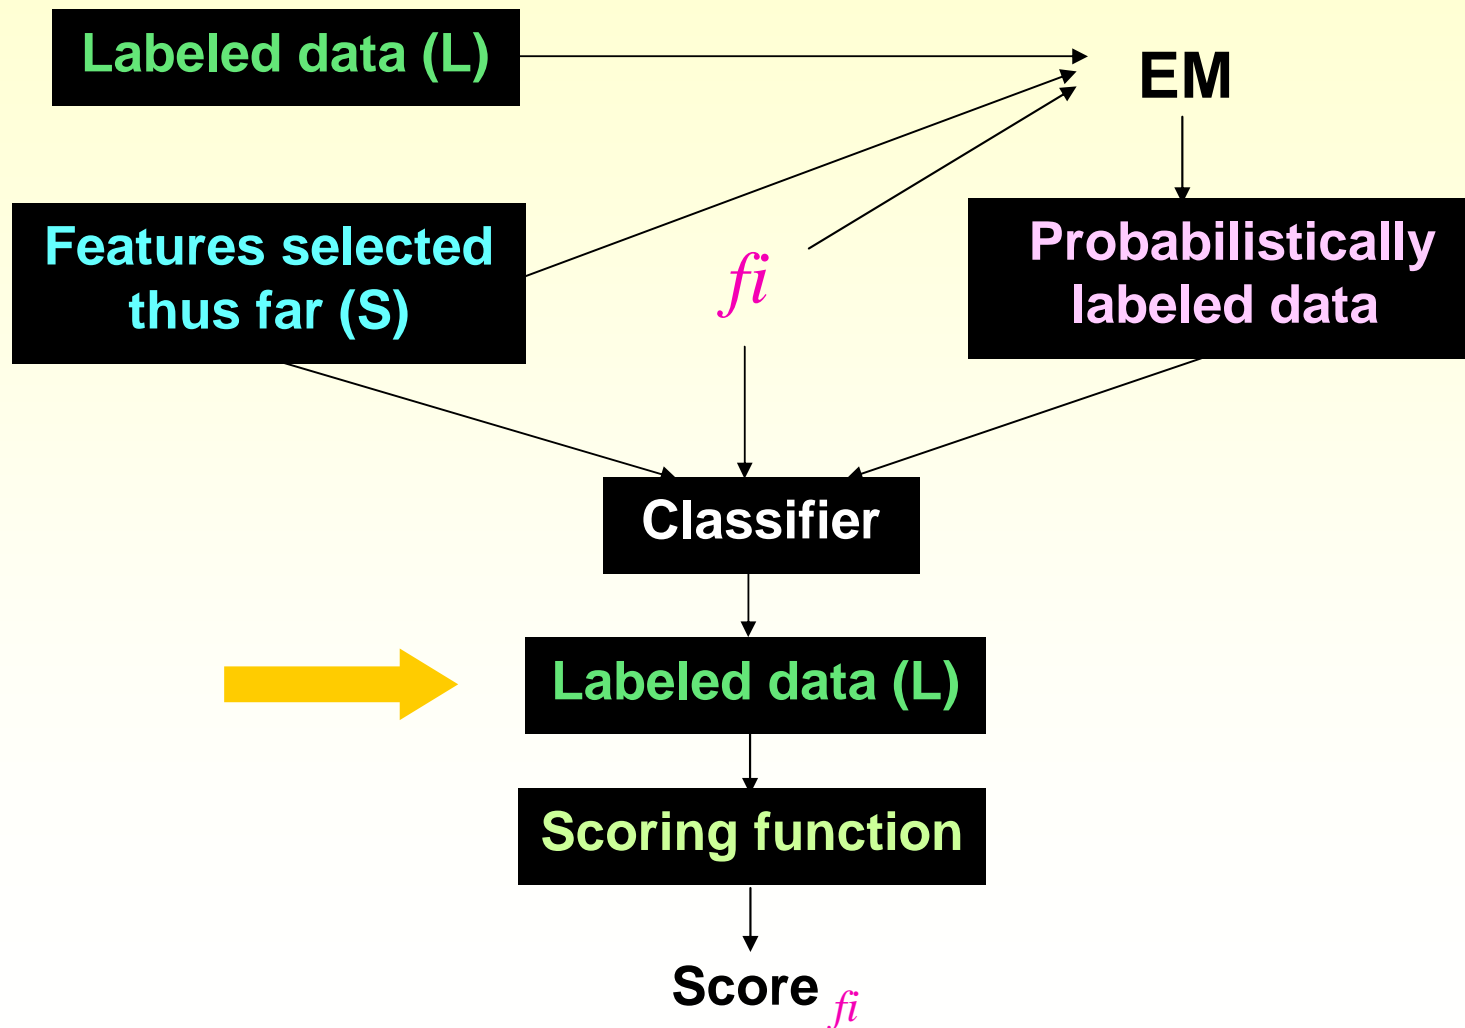 Labeled data (L)
EM
Features selected
thus far (S)
fi
Probabilistically
labeled data
Classifier
Labeled data (L)
Scoring function
Score fi